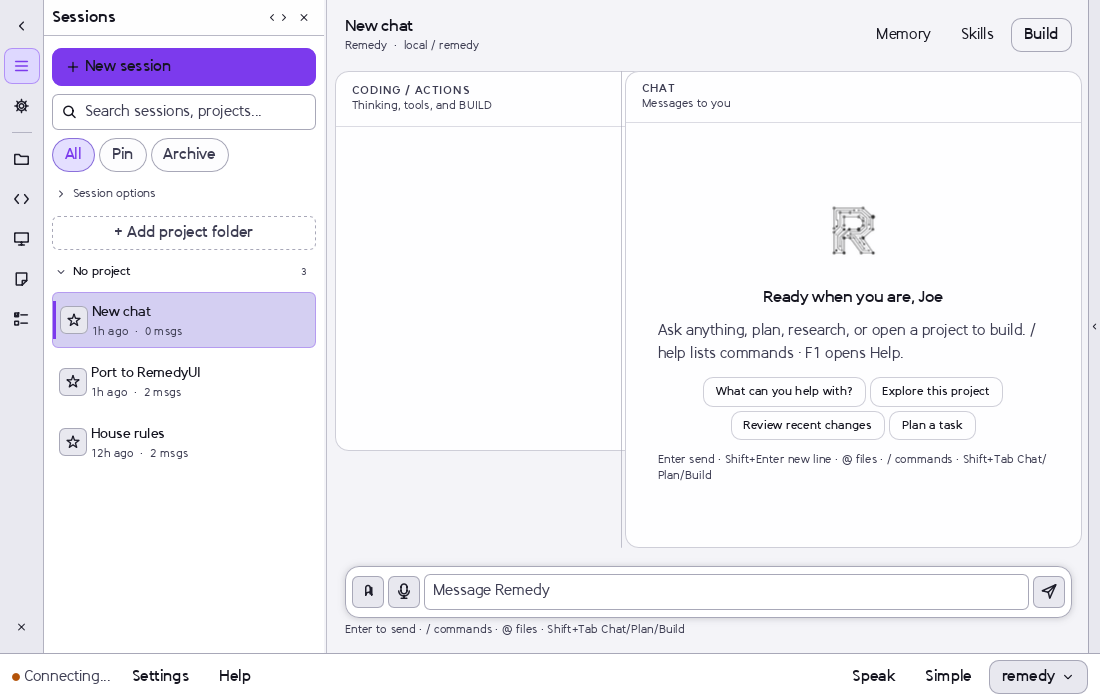 Sessions
New session
Search sessions, projects...
All
Pin
Archive
Session options
+ Add project folder
No project
3
New chat
1h ago · 0 msgs
Port to RemedyUI
1h ago · 2 msgs
House rules
12h ago · 2 msgs
New chat
Remedy · local / remedy
Memory
Skills
Build
CODING / ACTIONS
Thinking, tools, and BUILD
CHAT
Messages to you
R
Ready when you are, Joe
Ask anything, plan, research, or open a project to build. /
help lists commands · F1 opens Help.
What can you help with?
Explore this project
Review recent changes
Plan a task
Enter send · Shift+Enter new line · @ files · / commands · Shift+Tab Chat/
Plan/Build
Message Remedy
Enter to send · / commands · @ files · Shift+Tab Chat/Plan/Build
Connecting...
Settings
Help
Speak
Simple
remedy